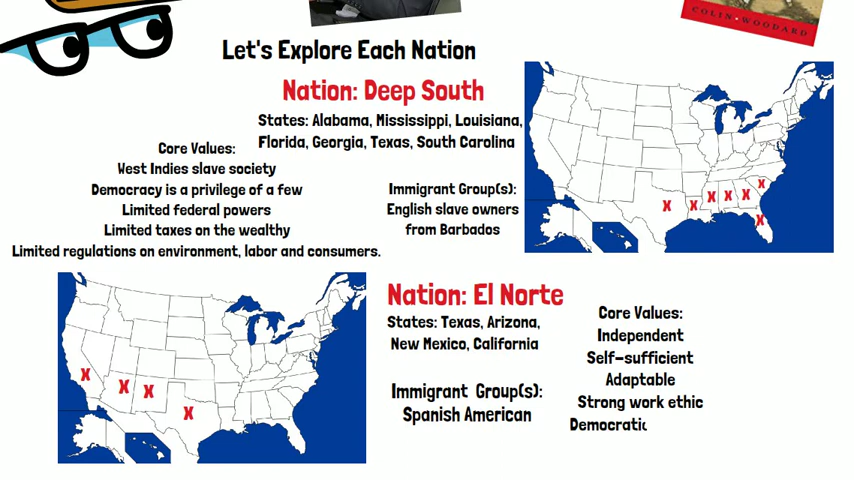 COLIN WOODARD
Let's Explore Each Nation
Nation: Deep South
States: Alabama, Mississippi, Louisiana,
Florida, Georgia, Texas, South Carolina
Core Values:
West Indies slave society
Democracy is a privilege of a few
Limited federal powers
Limited taxes on the wealthy
Limited regulations on environment, labor and consumers.
Immigrant Group(s):
English slave owners
from Barbados
X X X X X X X
Nation: El Norte
States: Texas, Arizona,
New Mexico, California
Immigrant Group(s):
Spanish American
Core Values:
Independent
Self-sufficient
Adaptable
Strong work ethic
Democratic
X X X X